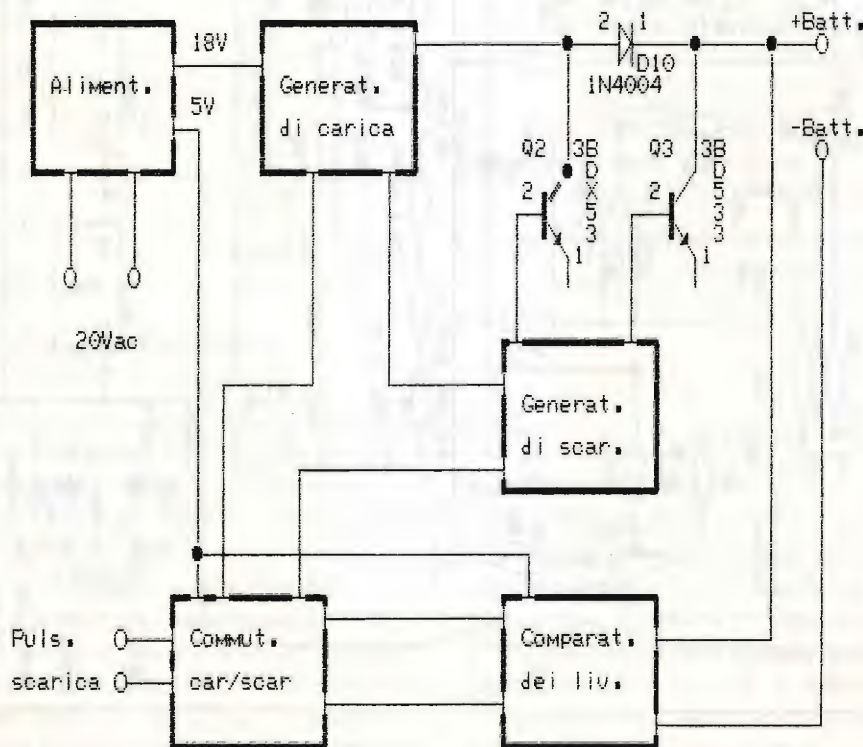 18V
Aliment.
5V
Generat.
di carica
2 1
D10
1N4004
+Batt.
-Batt.
Q2 3B
D
2 X
5
3
1
Q3 3B
D
2 5
3
3
1
20Vac
Generat.
di scar.
Puls.
scarica
Commut.
car/scar
Comparat.
dei liv.